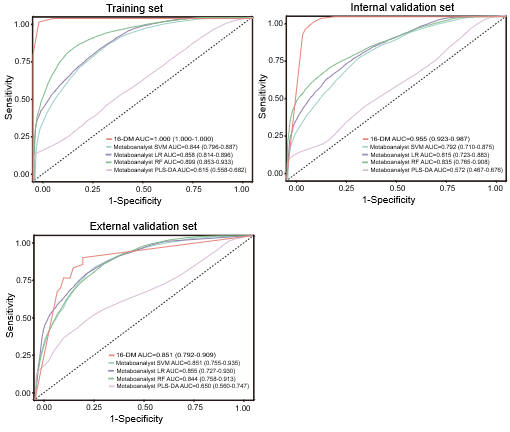 Training set
1.00
0.75
0.50
0.25
0.00
Sensitivity
16-DM AUC=1.000 (1.000-1.000)
Metaboanalyst SVM AUC=0.844 (0.796-0.887)
Metaboanalyst LR AUC=0.858 (0.814-0.896)
Metaboanalyst RF AUC=0.899 (0.853-0.933)
Metaboanalyst PLS-DA AUC=0.615 (0.558-0.682)
0.00
0.25
0.50
0.75
1.00
1-Specificity
Internal validation set
1.00
0.75
0.50
0.25
0.00
Sensitivity
16-DM AUC=0.955 (0.923-0.987)
Metaboanalyst SVM AUC=0.792 (0.710-0.875)
Metaboanalyst LR AUC=0.815 (0.723-0.883)
Metaboanalyst RF AUC=0.835 (0.765-0.908)
Metaboanalyst PLS-DA AUC=0.572 (0.467-0.676)
0.00
0.25
0.50
0.75
1.00
1-Specificity
External validation set
1.00
0.75
0.50
0.25
0.00
Sensitivity
16-DM AUC=0.851 (0.792-0.909)
Metaboanalyst SVM AUC=0.851 (0.755-0.935)
Metaboanalyst LR AUC=0.855 (0.727-0.930)
Metaboanalyst RF AUC=0.844 (0.758-0.913)
Metaboanalyst PLS-DA AUC=0.650 (0.560-0.747)
0.00
0.25
0.50
0.75
1.00
1-Specificity